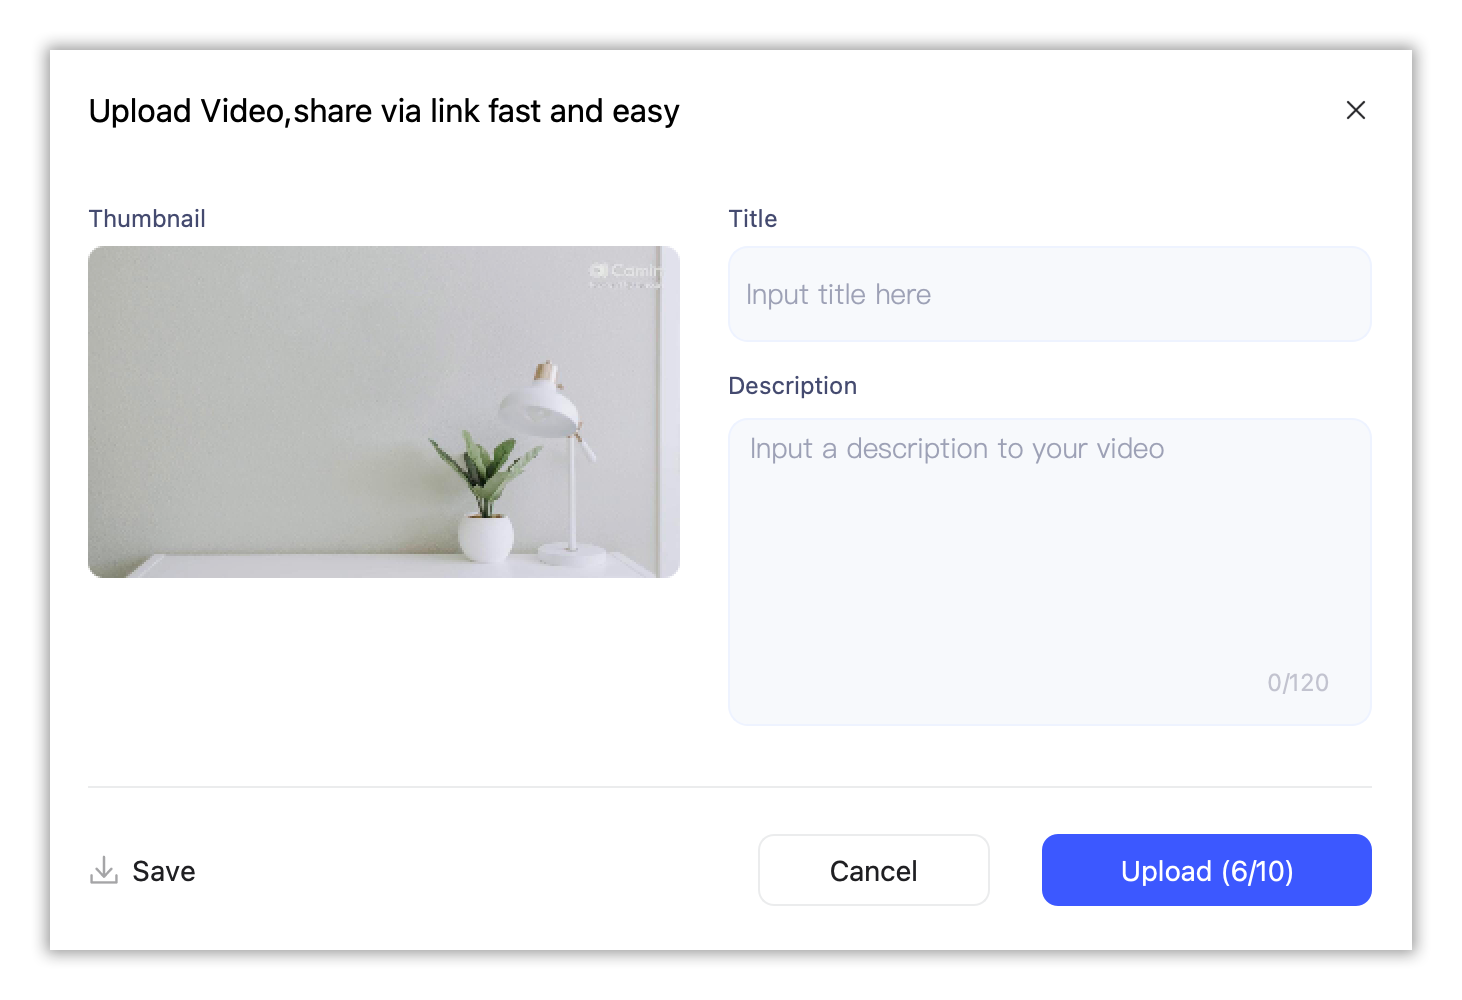 Upload Video,share via link fast and easy
Thumbnail
Camin
Title
Input title here
Description
Input a description to your video
0/120
Save
Cancel
Upload (6/10)